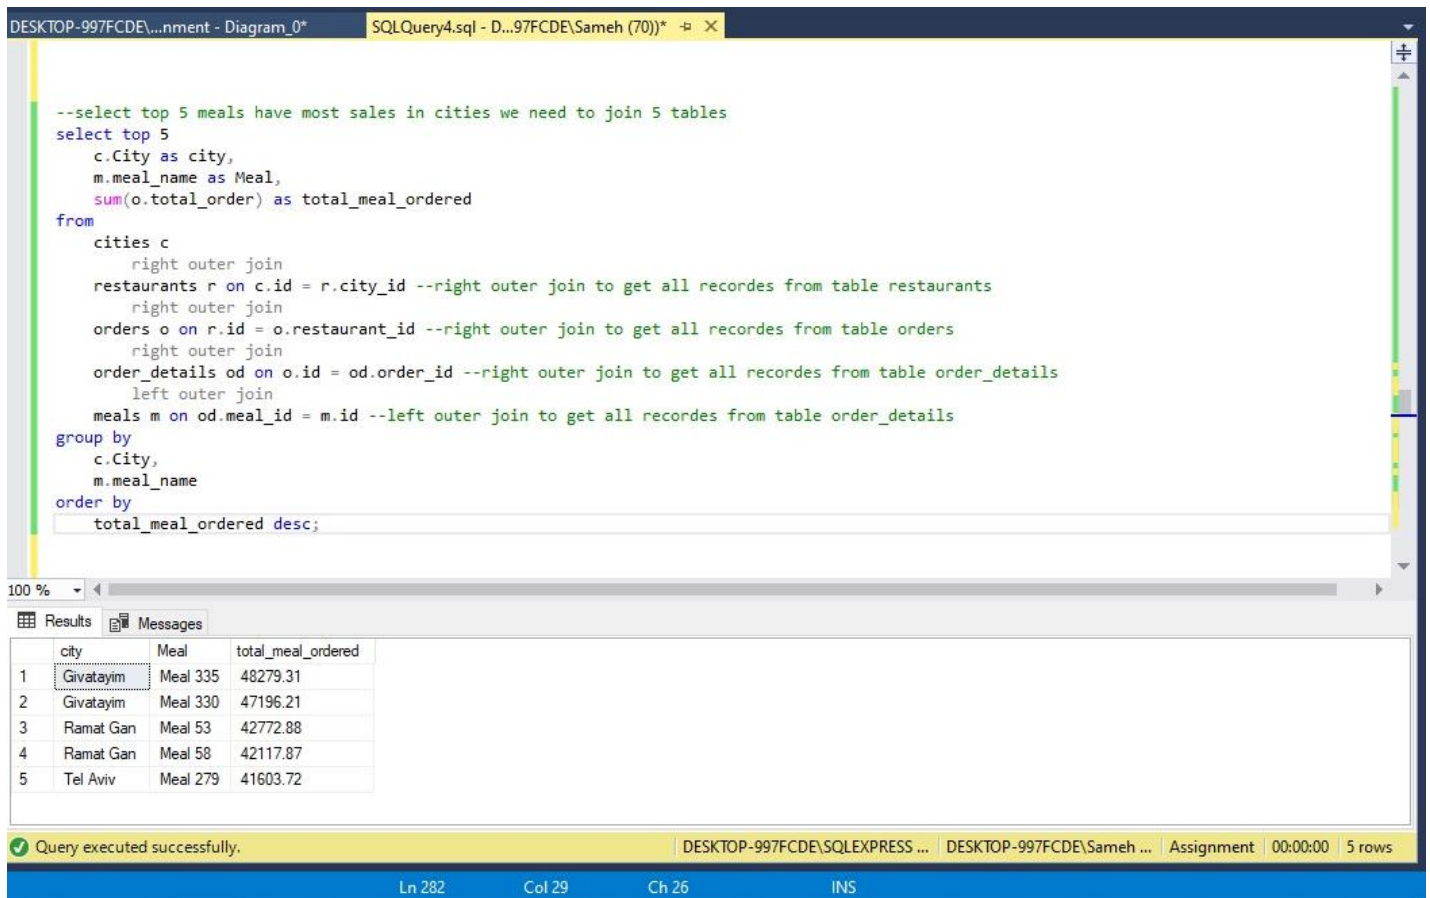 DESKTOP-997FCDE\...nment - Diagram_0*
SQLQuery4.sql - D...97FCDE\Sameh (70))*
--select top 5 meals have most sales in cities we need to join 5 tables
select top 5
c.City as city,
m.meal_name as Meal,
sum(o.total_order) as total_meal_ordered
from
cities c
right outer join
restaurants r on c.id = r.city_id --right outer join to get all recordes from table restaurants
right outer join
orders o on r.id = o.restaurant_id --right outer join to get all recordes from table orders
right outer join
order_details od on o.id = od.order_id --right outer join to get all recordes from table order_details
left outer join
meals m on od.meal_id = m.id --left outer join to get all recordes from table order_details
group by
c.City,
m.meal_name
order by
total_meal_ordered desc;
100 %
Results Messages
city Meal total_meal_ordered
1 Givatayim Meal 335 48279.31
2 Givatayim Meal 330 47196.21
3 Ramat Gan Meal 53 42772.88
4 Ramat Gan Meal 58 42117.87
5 Tel Aviv Meal 279 41603.72
Query executed successfully. DESKTOP-997FCDE\SQLEXPRESS ... DESKTOP-997FCDE\Sameh ... Assignment 00:00:00 5 rows
Ln 282 Col 29 Ch 26 INS